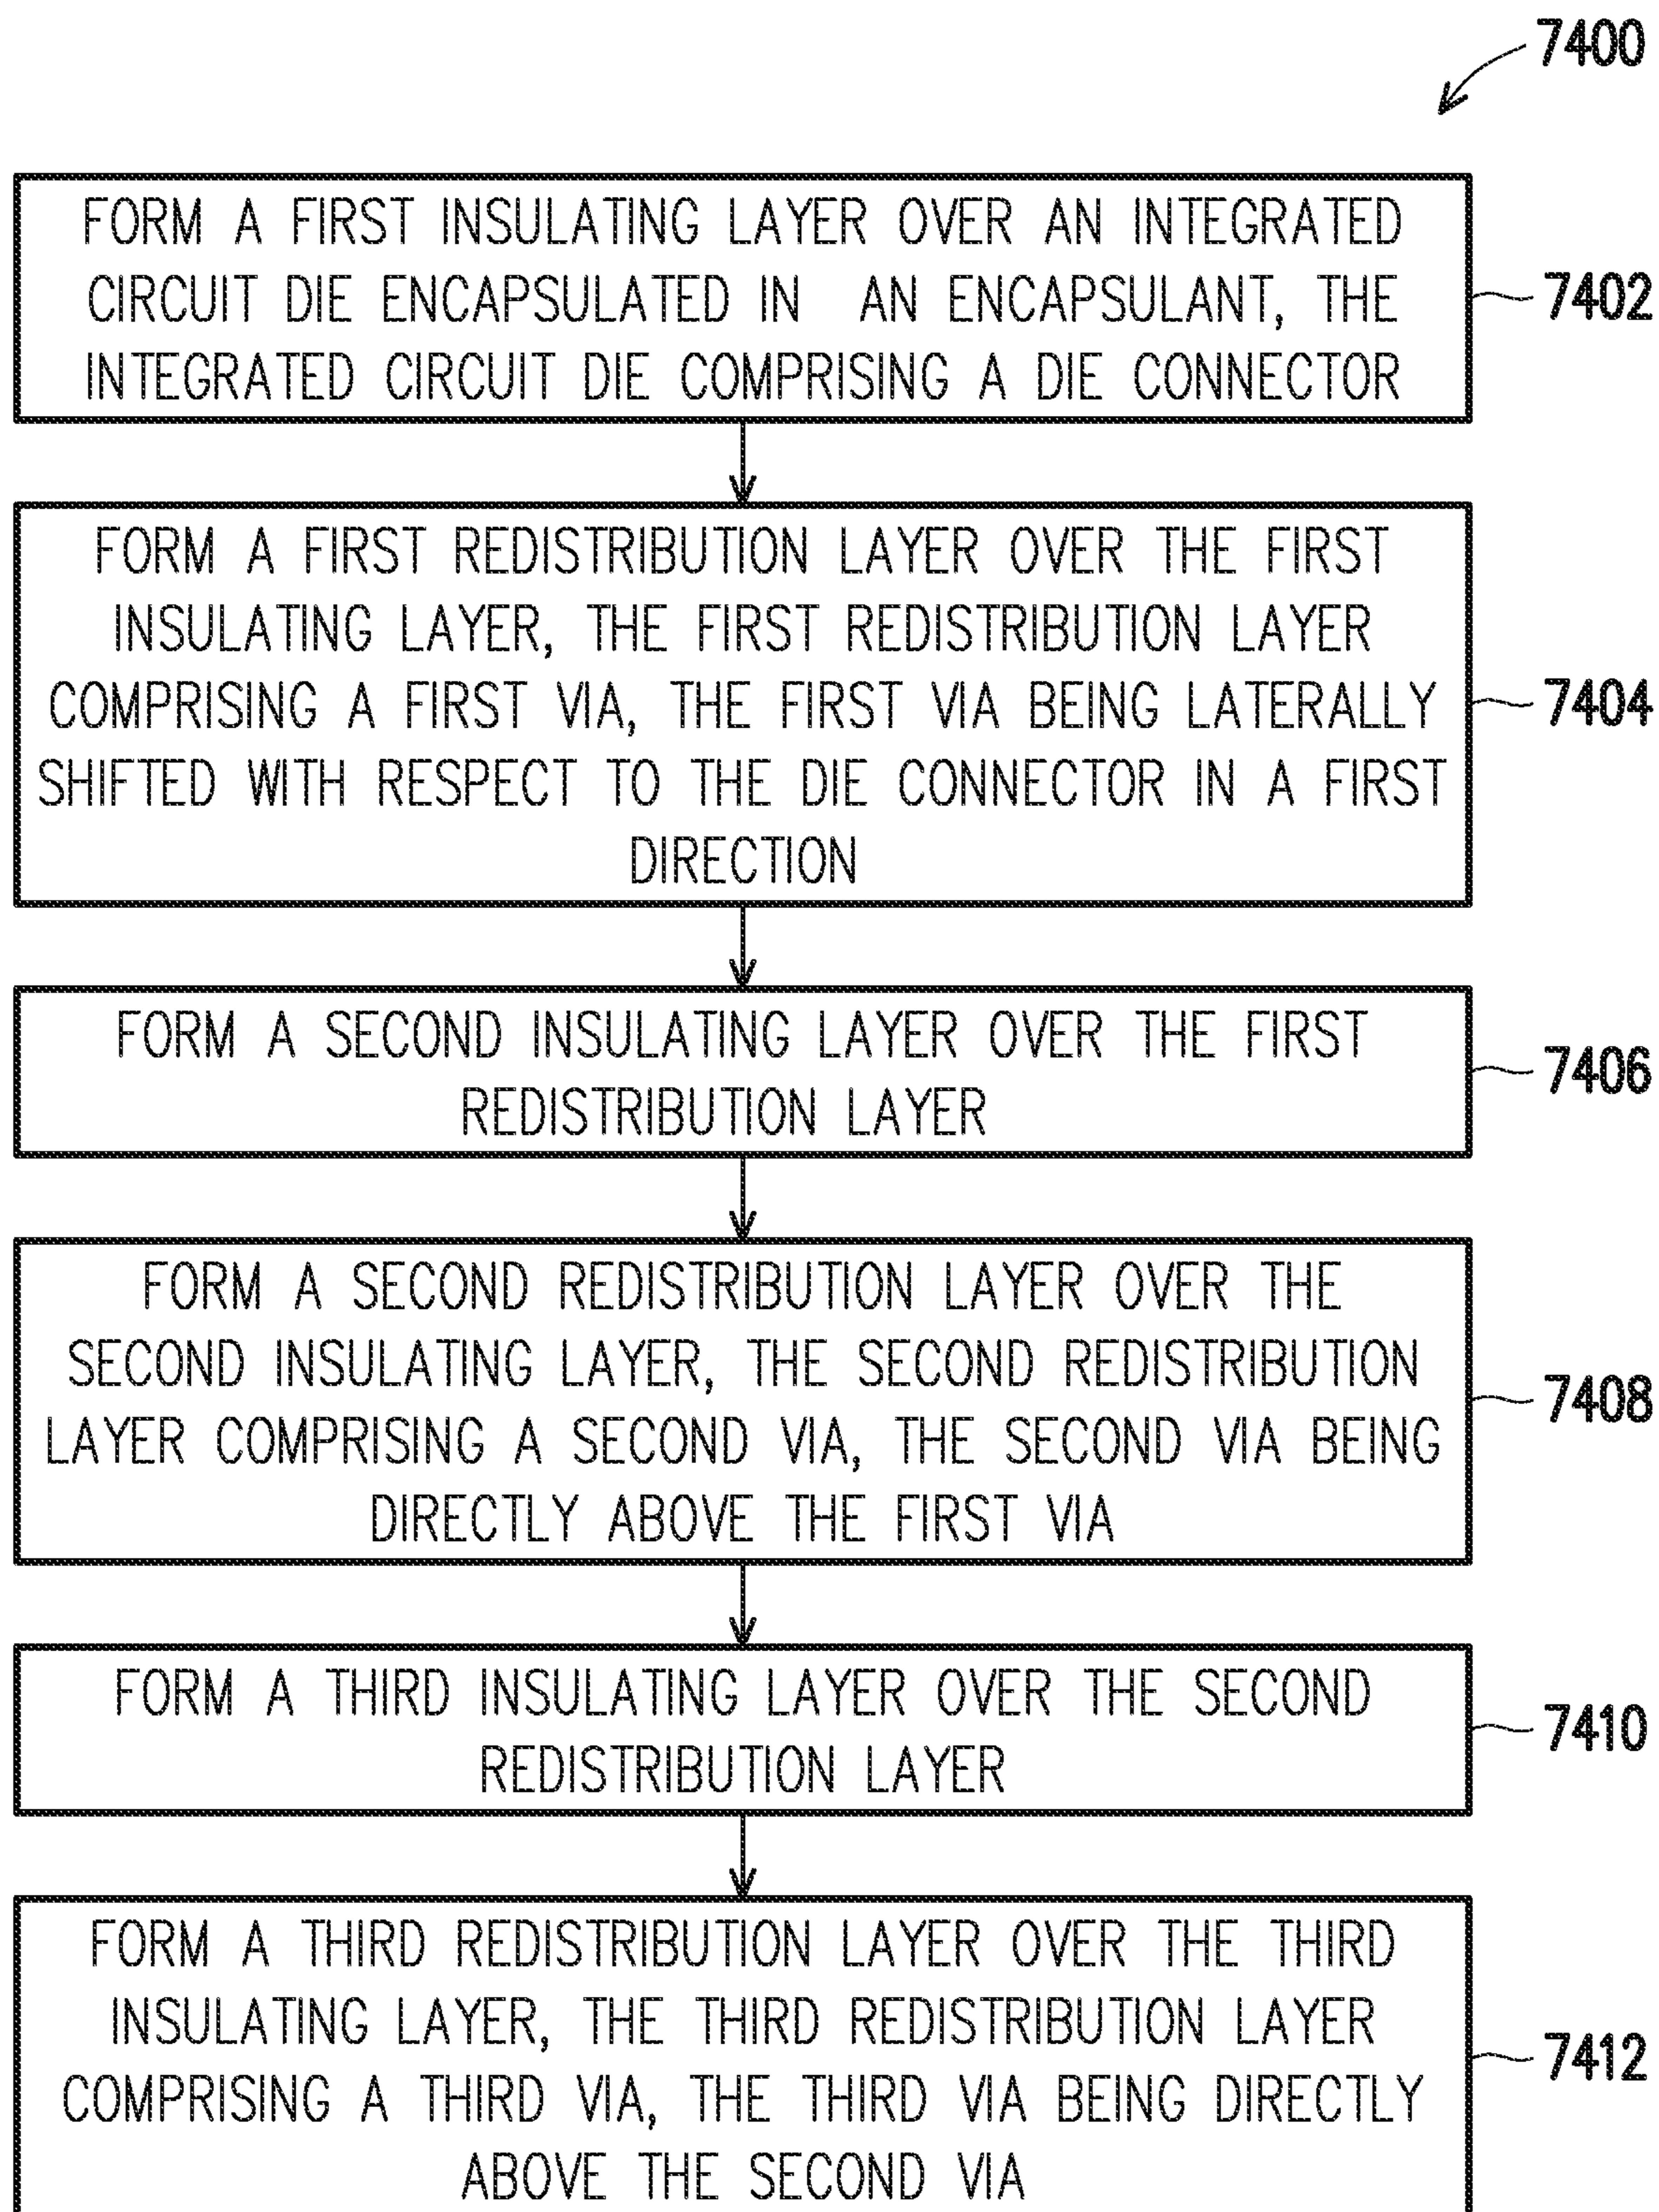 7400
FORM A FIRST INSULATING LAYER OVER AN INTEGRATED
CIRCUIT DIE ENCAPSULATED IN AN ENCAPSULANT, THE
INTEGRATED CIRCUIT DIE COMPRISING A DIE CONNECTOR
7402
FORM A FIRST REDISTRIBUTION LAYER OVER THE FIRST
INSULATING LAYER, THE FIRST REDISTRIBUTION LAYER
COMPRISING A FIRST VIA, THE FIRST VIA BEING LATERALLY
SHIFTED WITH RESPECT TO THE DIE CONNECTOR IN A FIRST
DIRECTION
7404
FORM A SECOND INSULATING LAYER OVER THE FIRST
REDISTRIBUTION LAYER
7406
FORM A SECOND REDISTRIBUTION LAYER OVER THE
SECOND INSULATING LAYER, THE SECOND REDISTRIBUTION
LAYER COMPRISING A SECOND VIA, THE SECOND VIA BEING
DIRECTLY ABOVE THE FIRST VIA
7408
FORM A THIRD INSULATING LAYER OVER THE SECOND
REDISTRIBUTION LAYER
7410
FORM A THIRD REDISTRIBUTION LAYER OVER THE THIRD
INSULATING LAYER, THE THIRD REDISTRIBUTION LAYER
COMPRISING A THIRD VIA, THE THIRD VIA BEING DIRECTLY
ABOVE THE SECOND VIA
7412